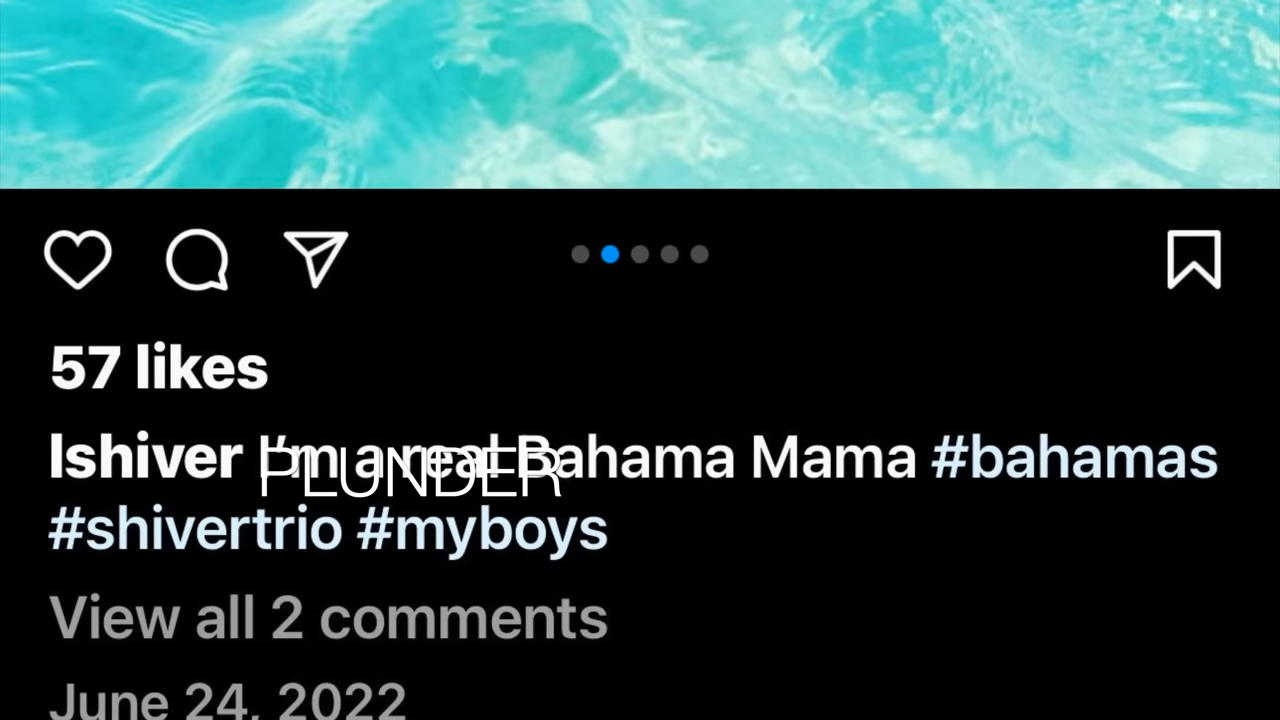 57 likes
lshiver I'm a real Bahama Mama #bahamas
PLUNDER
#shivertrio #myboys
View all 2 comments
June 24, 2022